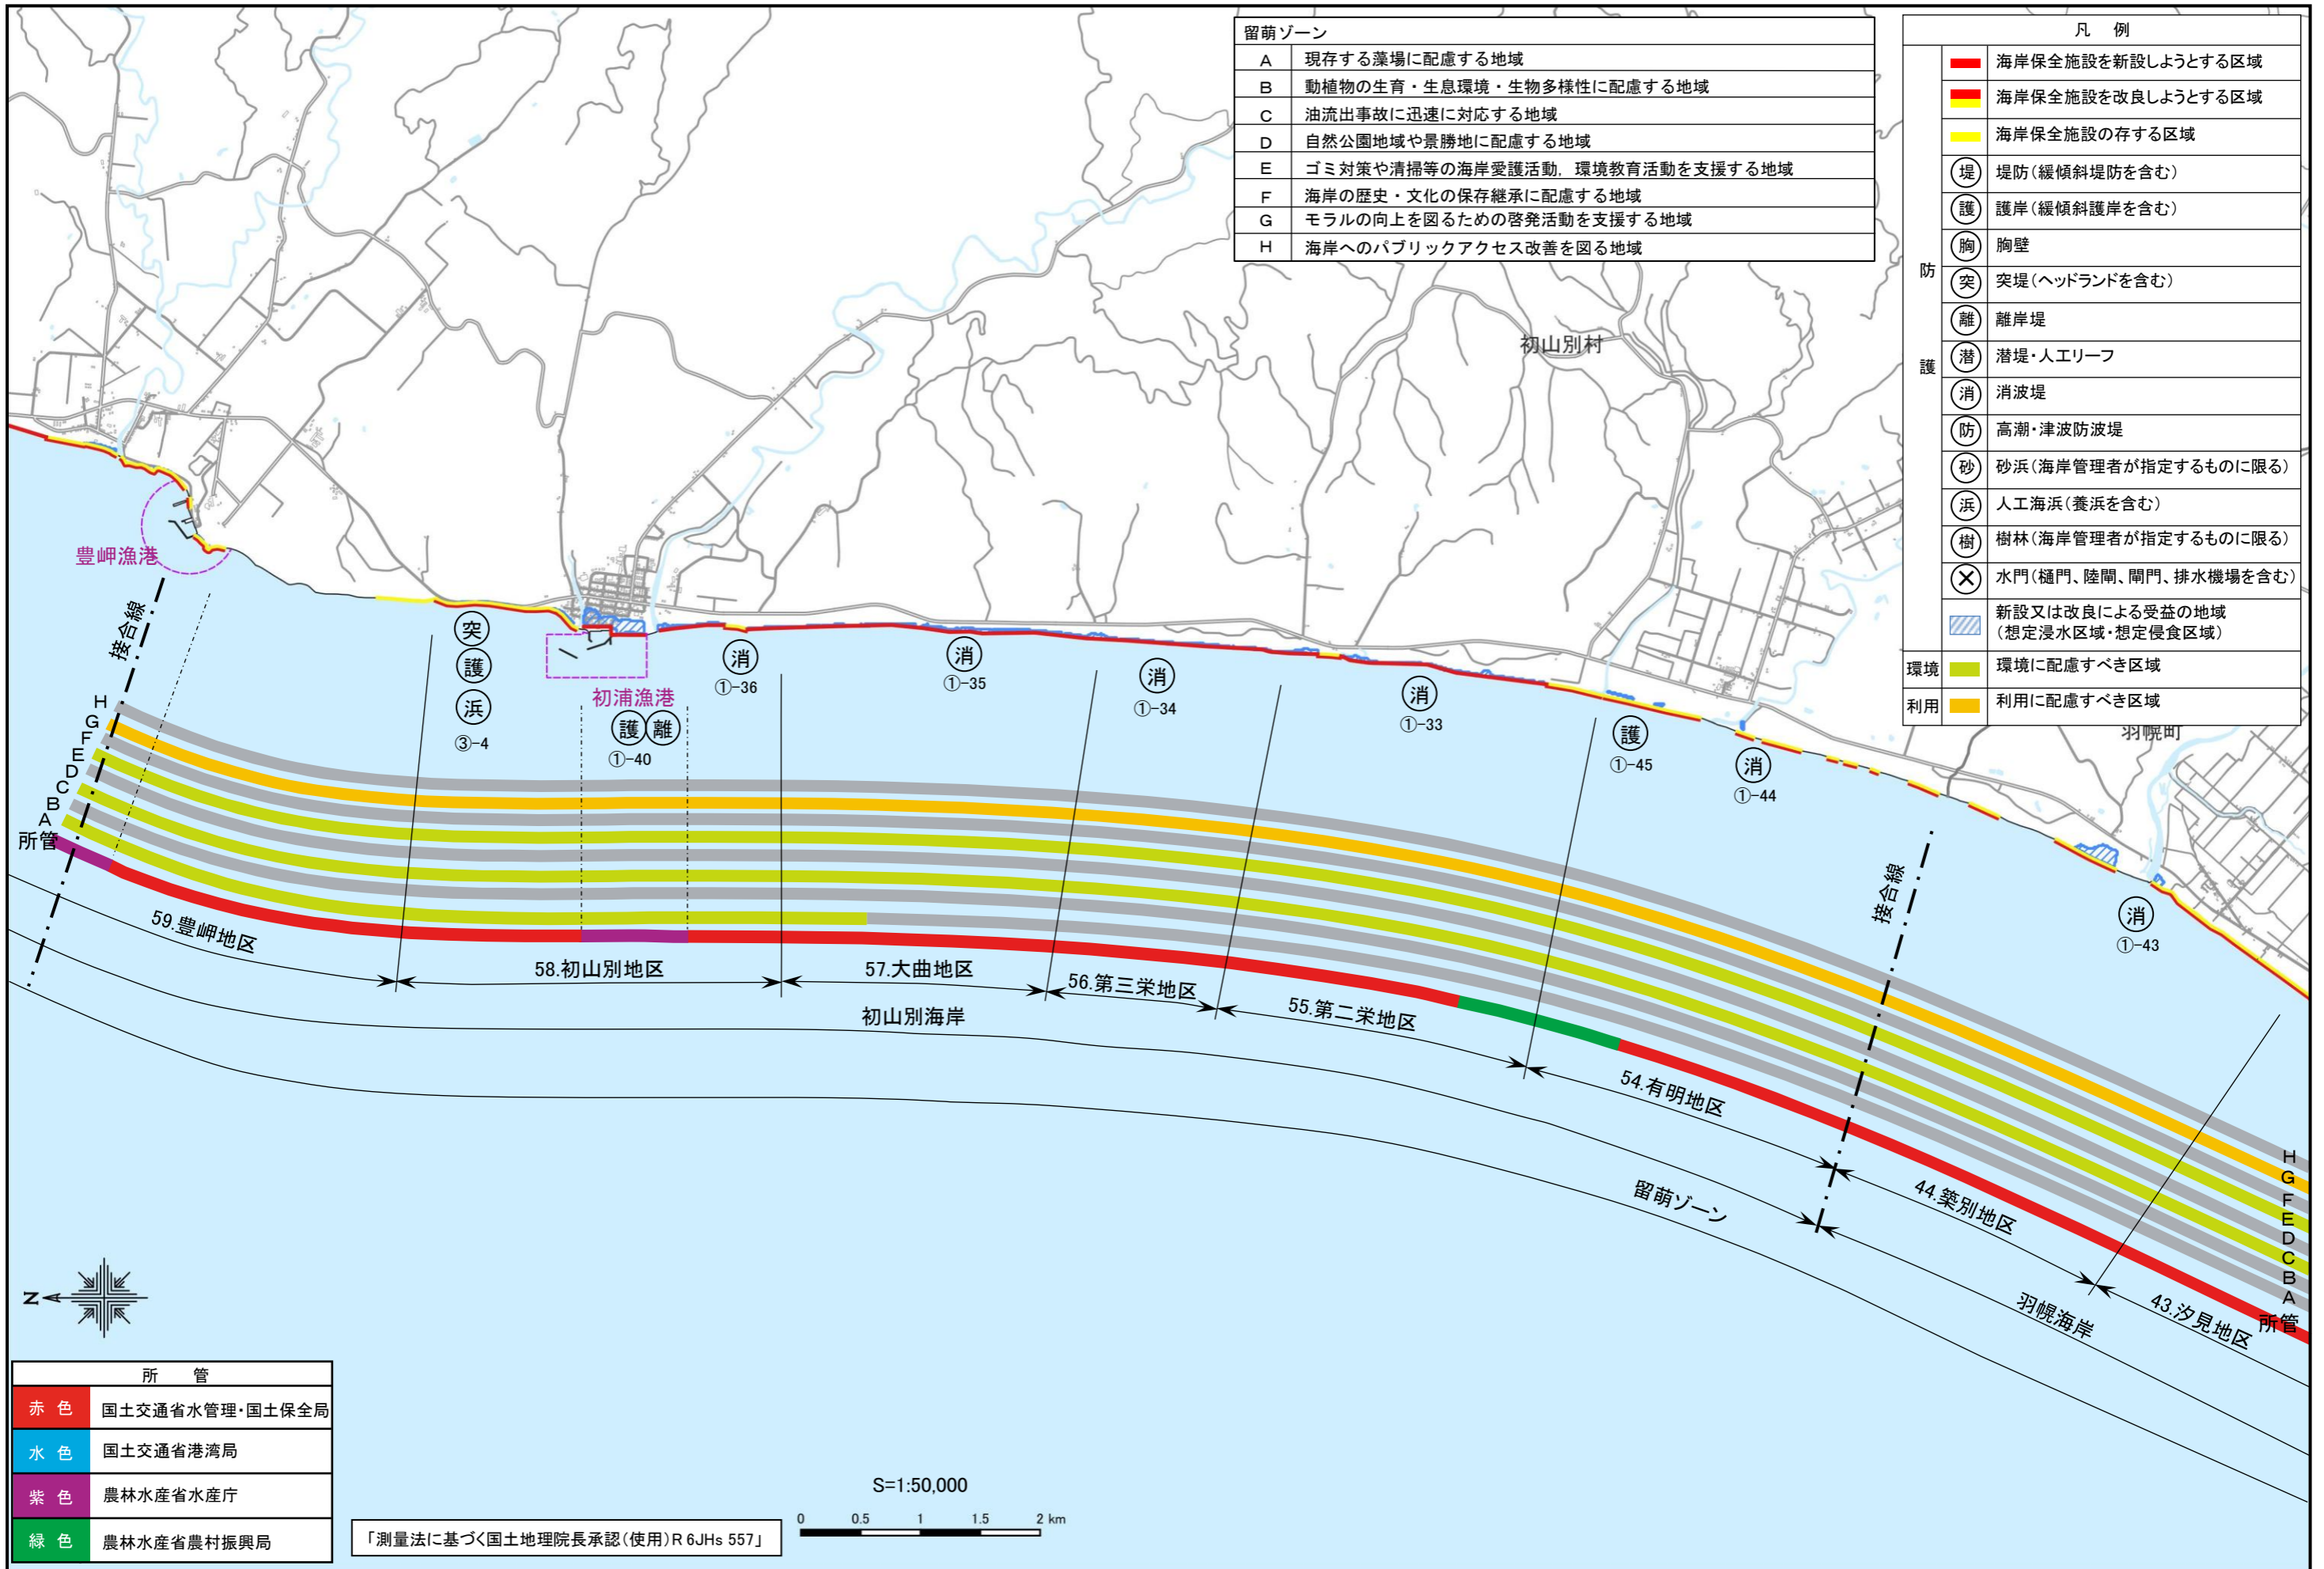 留萌ゾーン
A 現存する藻場に配慮する地域
B 動植物の生育・生息環境・生物多様性に配慮する地域
C 油流出事故に迅速に対応する地域
D 自然公園地域や景勝地に配慮する地域
E ゴミ対策や清掃等の海岸愛護活動，環境教育活動を支援する地域
F 海岸の歴史・文化の保存継承に配慮する地域
G モラルの向上を図るための啓発活動を支援する地域
H 海岸へのパブリックアクセス改善を図る地域
凡 例
防護
海岸保全施設を新設しようとする区域
海岸保全施設を改良しようとする区域
海岸保全施設の存する区域
堤 堤防(緩傾斜堤防を含む)
護 護岸(緩傾斜護岸を含む)
胸 胸壁
突 突堤(ヘッドランドを含む)
離 離岸堤
潜 潜堤・人工リーフ
消 消波堤
防 高潮・津波防波堤
砂 砂浜(海岸管理者が指定するものに限る)
浜 人工海浜(養浜を含む)
樹 樹林(海岸管理者が指定するものに限る)
水門(樋門、陸閘、閘門、排水機場を含む)
新設又は改良による受益の地域
(想定浸水区域・想定侵食区域)
環境 環境に配慮すべき区域
利用 利用に配慮すべき区域
初山別村
羽幌町
豊岬漁港
接合線
突
護
浜
③-4
初浦漁港
護 離
①-40
消
①-36
消
①-35
消
①-34
消
①-33
護
①-45
消
①-44
消
①-43
接合線
H
G
F
E
D
C
B
A
所管
59.豊岬地区
58.初山別地区
57.大曲地区
56.第三栄地区
55.第二栄地区
54.有明地区
44.築別地区
43.汐見地区
初山別海岸
羽幌海岸
留萌ゾーン
H
G
F
E
D
C
B
A
所管
N
所 管
赤 色 国土交通省水管理・国土保全局
水 色 国土交通省港湾局
紫 色 農林水産省水産庁
緑 色 農林水産省農村振興局
「測量法に基づく国土地理院長承認(使用)R 6JHs 557」
S=1:50,000
0 0.5 1 1.5 2 km